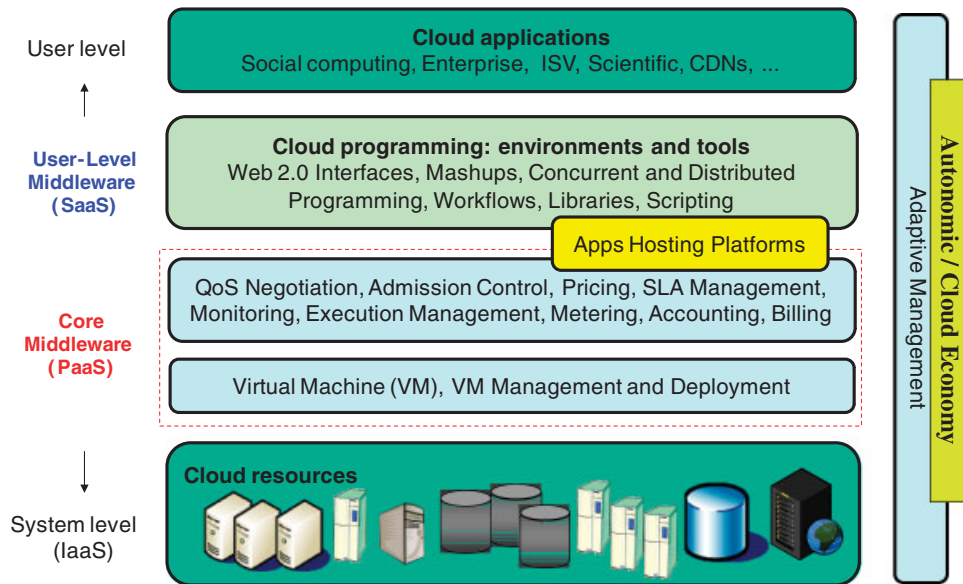 User level
Cloud applications
Social computing, Enterprise, ISV, Scientific, CDNs, ...
User-Level
Middleware
(SaaS)
Cloud programming: environments and tools
Web 2.0 Interfaces, Mashups, Concurrent and Distributed
Programming, Workflows, Libraries, Scripting
Apps Hosting Platforms
Core
Middleware
(PaaS)
QoS Negotiation, Admission Control, Pricing, SLA Management,
Monitoring, Execution Management, Metering, Accounting, Billing
Virtual Machine (VM), VM Management and Deployment
System level
(IaaS)
Cloud resources
Adaptive Management
Autonomic / Cloud Economy